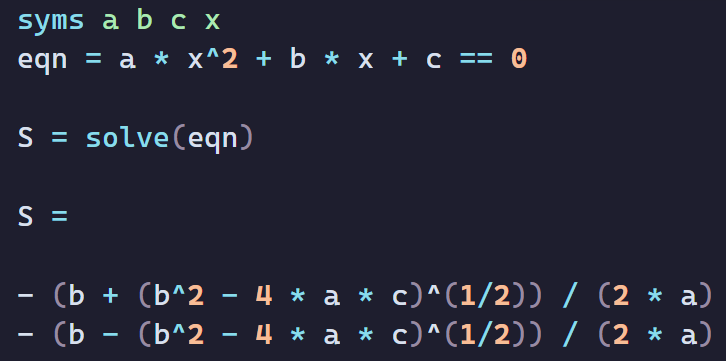 syms a b c x
eqn = a * x^2 + b * x + c == 0
S = solve(eqn)
S =
- (b + (b^2 - 4 * a * c)^(1/2)) / (2 * a)
- (b - (b^2 - 4 * a * c)^(1/2)) / (2 * a)